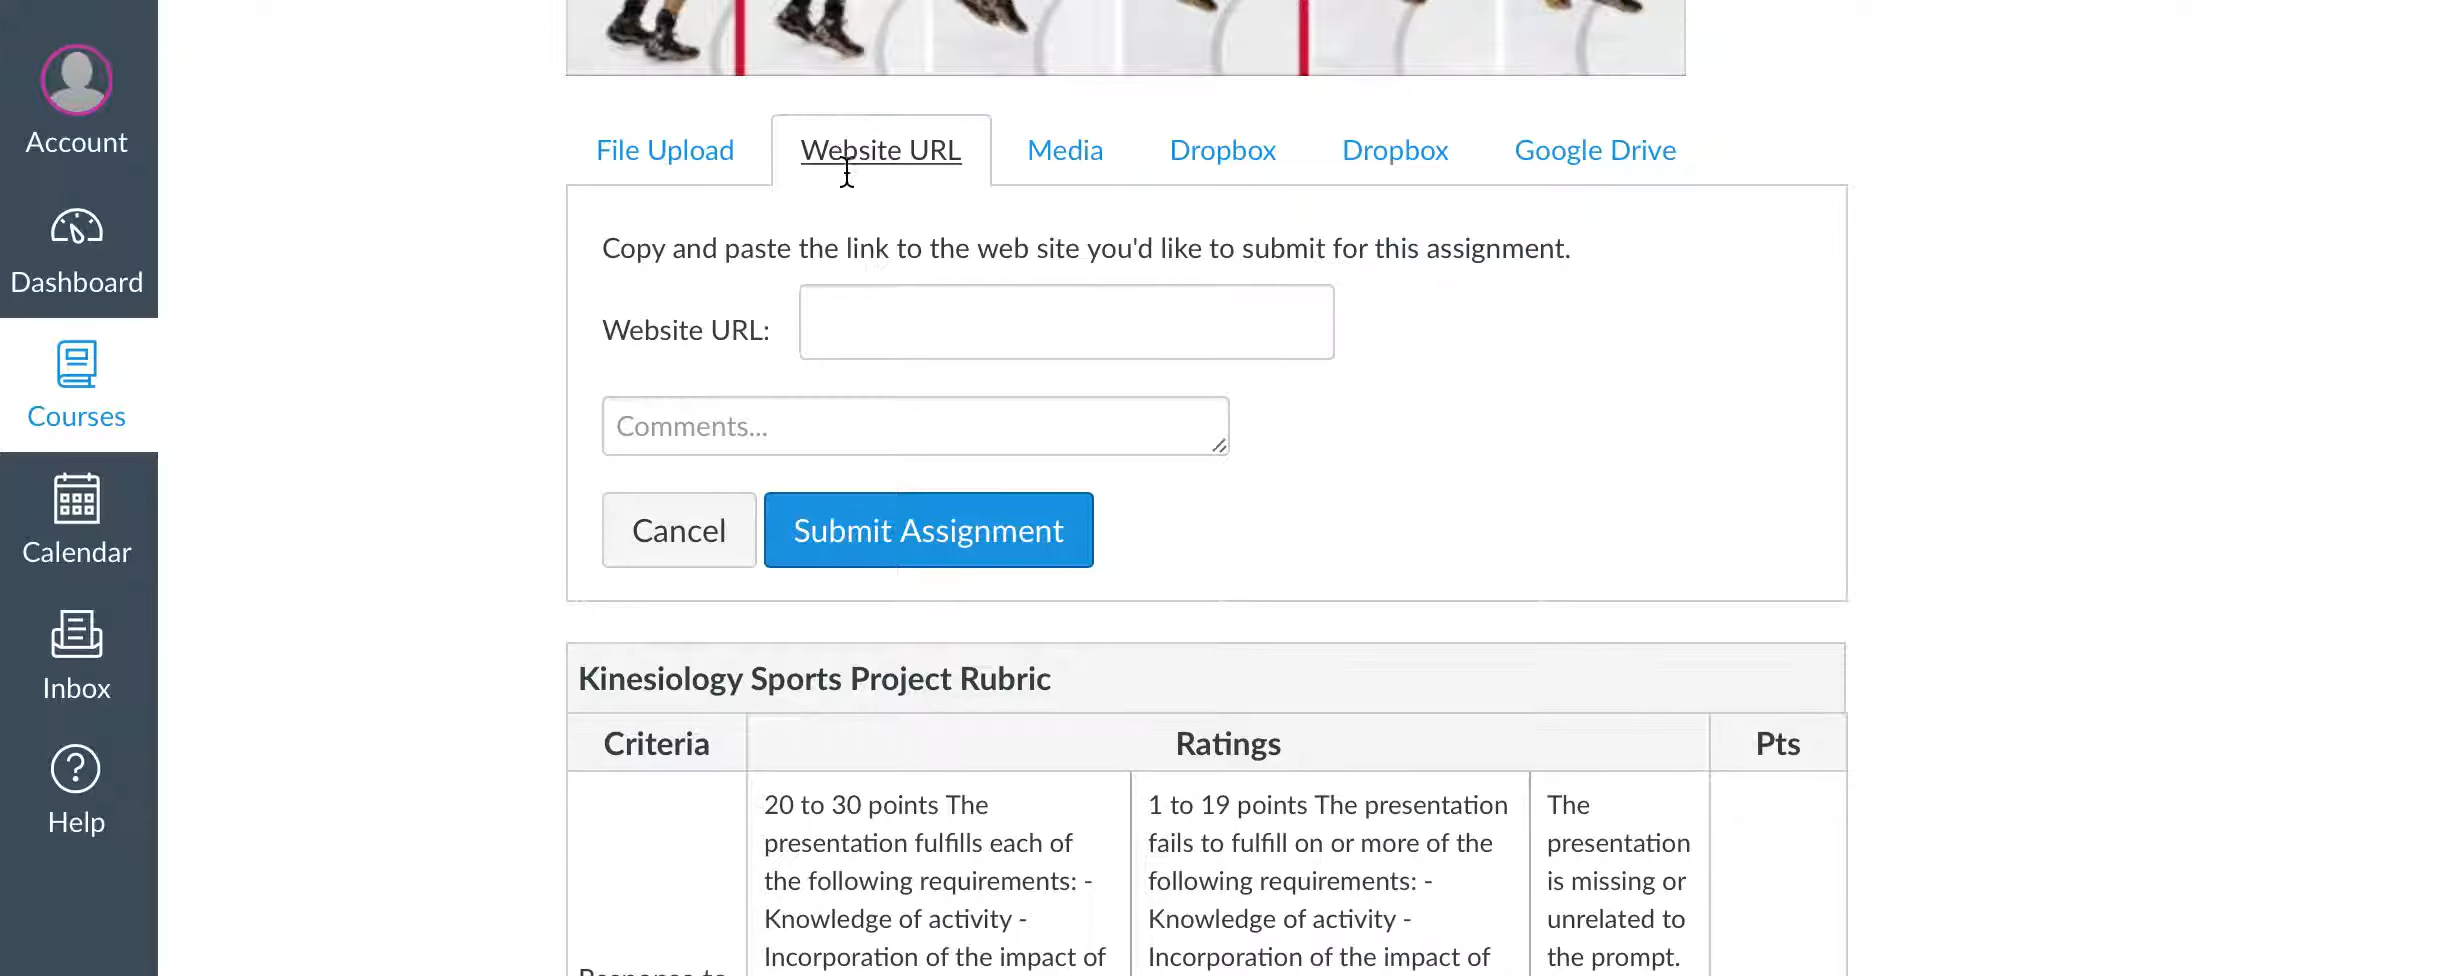 Account
Dashboard
Courses
Calendar
Inbox
Help
File Upload Website URL Media Dropbox Dropbox Google Drive
Copy and paste the link to the web site you'd like to submit for this assignment.
Website URL:
Comments...
Cancel Submit Assignment
Kinesiology Sports Project Rubric
Criteria Ratings Pts
20 to 30 points The
presentation fulfills each of
the following requirements: -
Knowledge of activity -
Incorporation of the impact of
1 to 19 points The presentation
fails to fulfill on or more of the
following requirements: -
Knowledge of activity -
Incorporation of the impact of
The
presentation
is missing or
unrelated to
the prompt.